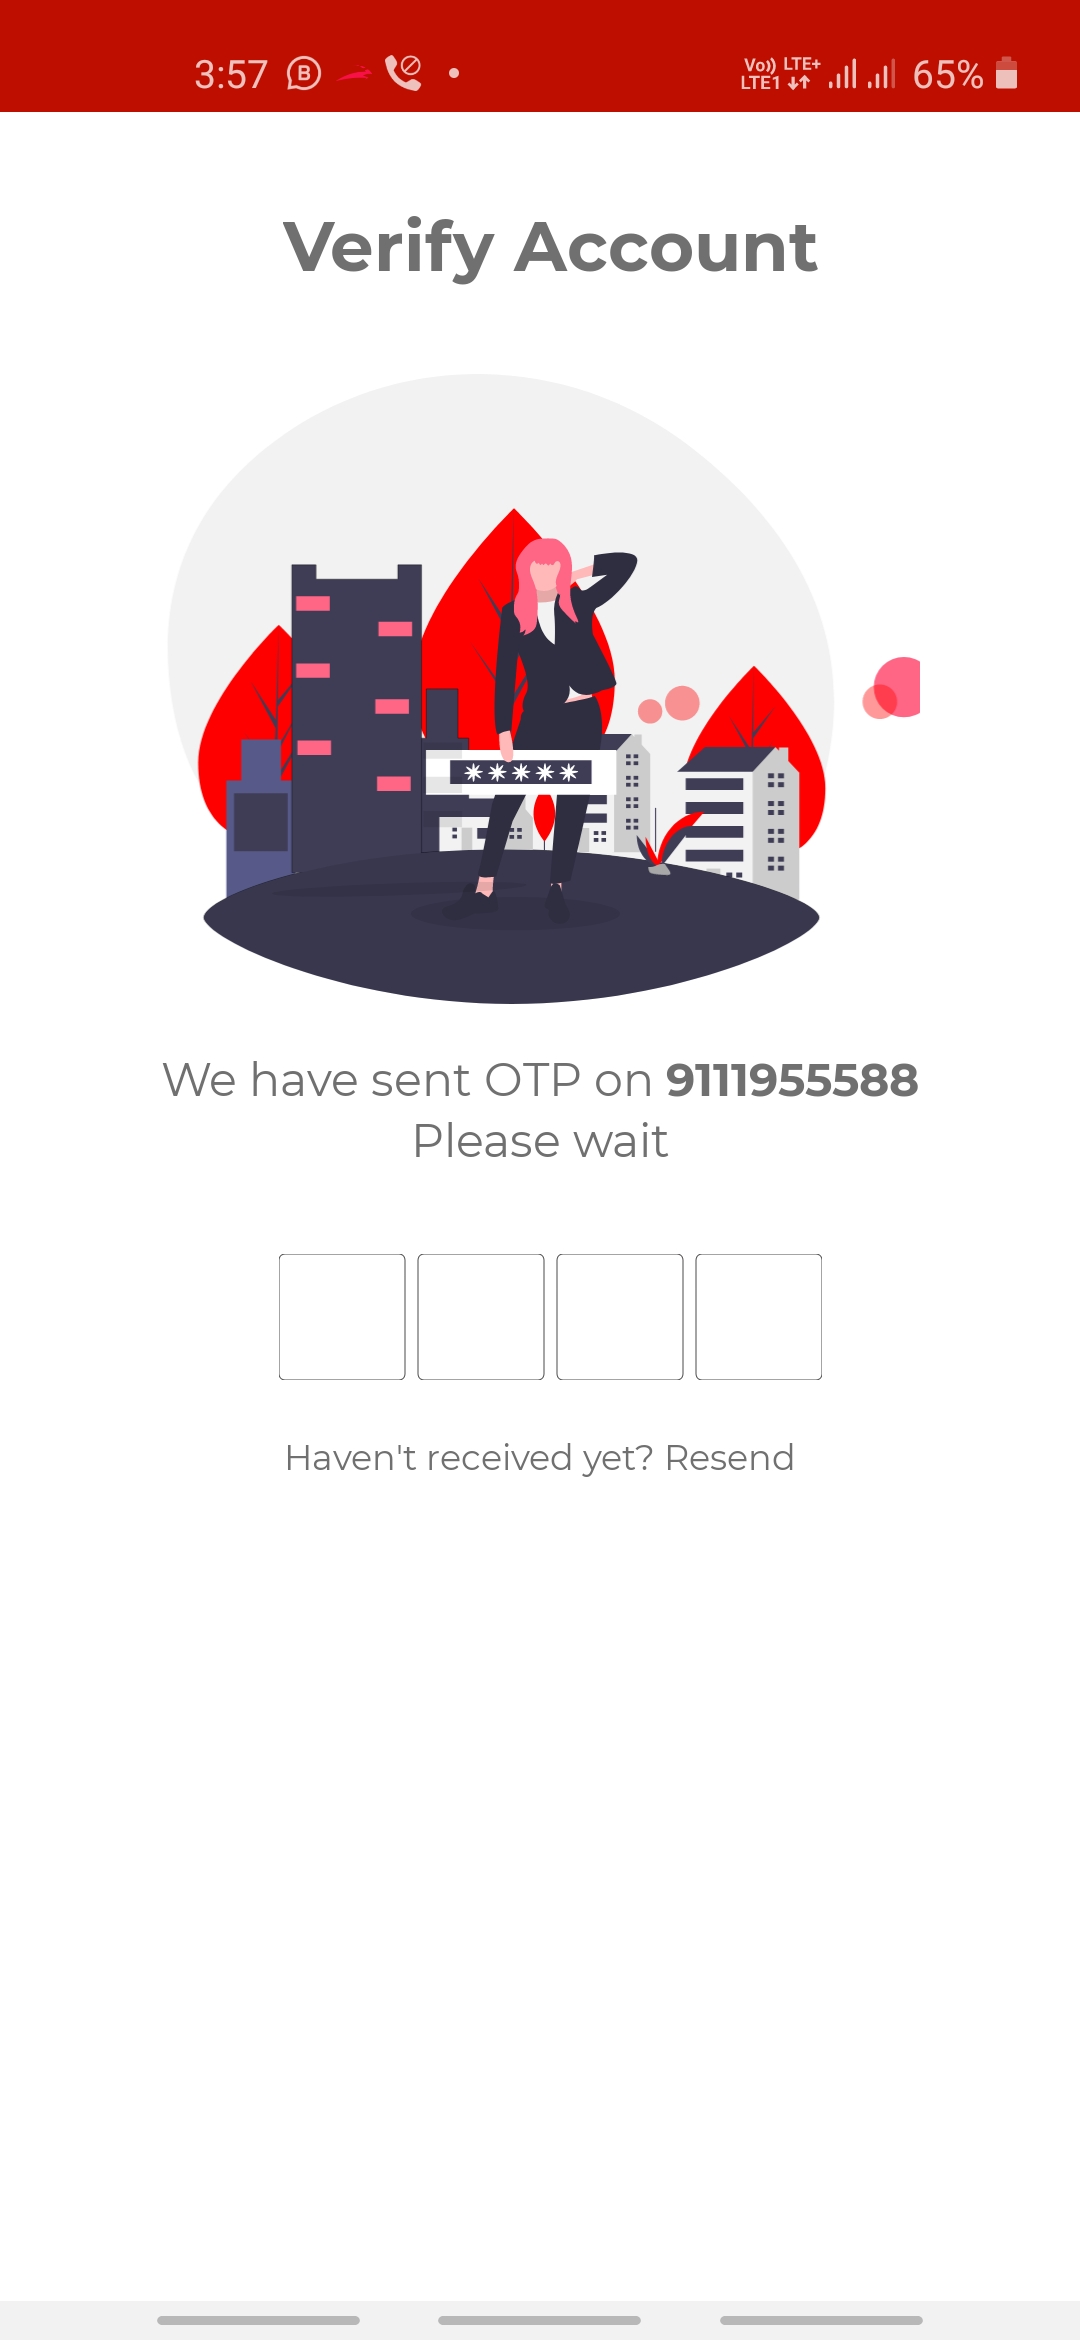 3:57
Vo)) LTE+
LTE1
65%
Verify Account
*****
We have sent OTP on 9111955588
Please wait
Haven't received yet? Resend